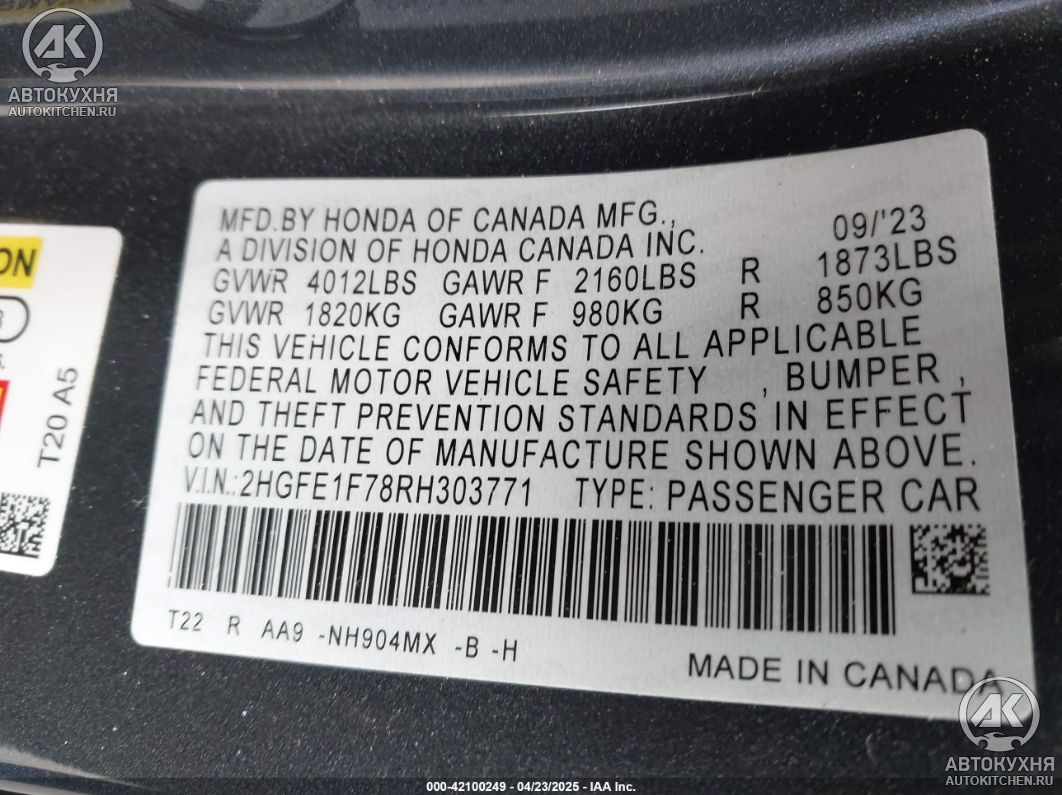 AK
АВТОКУХНЯ
AUTOKITCHEN.RU
MFD.BY HONDA OF CANADA MFG., 09/'23
A DIVISION OF HONDA CANADA INC.
GVWR 4012LBS GAWR F 2160LBS R 1873LBS
GVWR 1820KG GAWR F 980KG R 850KG
THIS VEHICLE CONFORMS TO ALL APPLICABLE
FEDERAL MOTOR VEHICLE SAFETY , BUMPER ,
AND THEFT PREVENTION STANDARDS IN EFFECT
ON THE DATE OF MANUFACTURE SHOWN ABOVE.
V.I.N.:2HGFE1F78RH303771 TYPE: PASSENGER CAR
T22 R AA9 -NH904MX -B -H
MADE IN CANADA
ON
T20 A5
AK
АВТОКУХНЯ
AUTOKITCHEN.RU
000-42100249 - 04/23/2025 - IAA Inc.